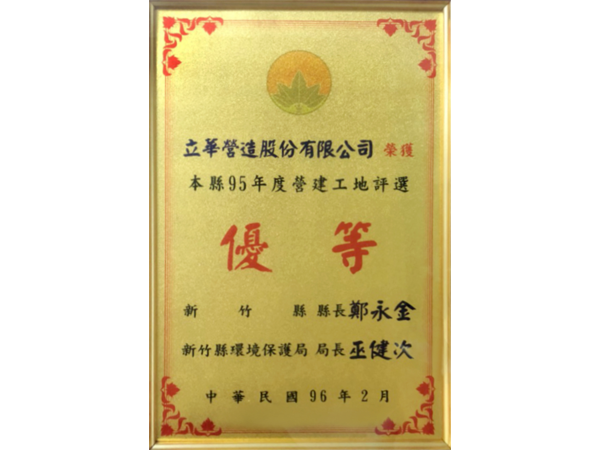 立華營造股份有限公司 榮獲
本縣95年度營建工地評選
優等
新竹縣縣長鄭永金
新竹縣環境保護局局長巫健次
中華民國96年2月